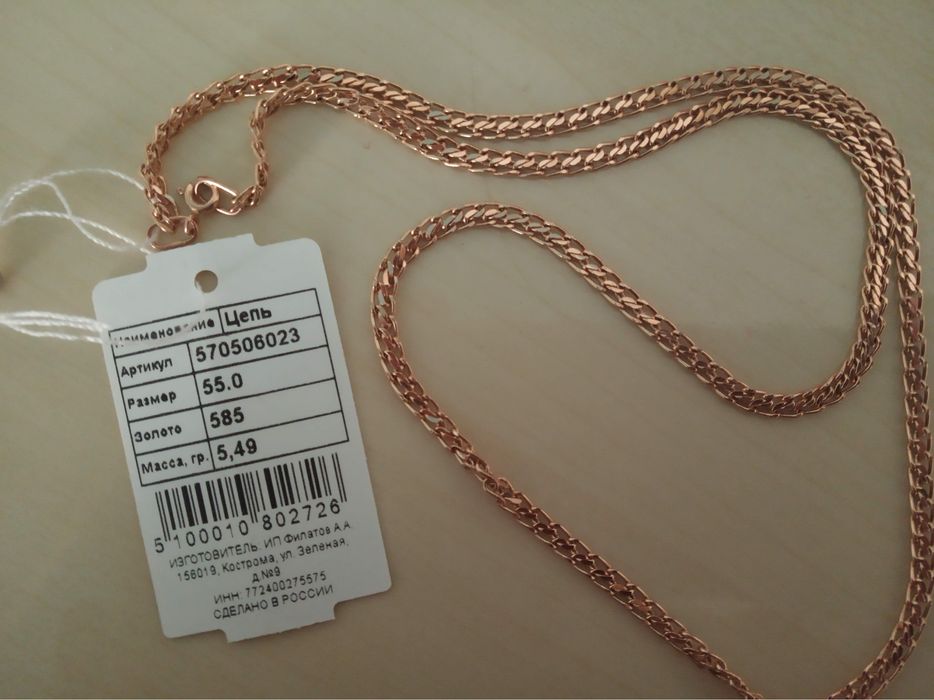 Наименование Цепь
Артикул 570506023
Размер 55.0
Золото 585
Масса, гр. 5,49
5 100010 802726
ИЗГОТОВИТЕЛЬ: ИП Филатов А.А.
156019, Кострома, ул. Зеленая,
д.№9
ИНН: 772400275575
СДЕЛАНО В РОССИИ